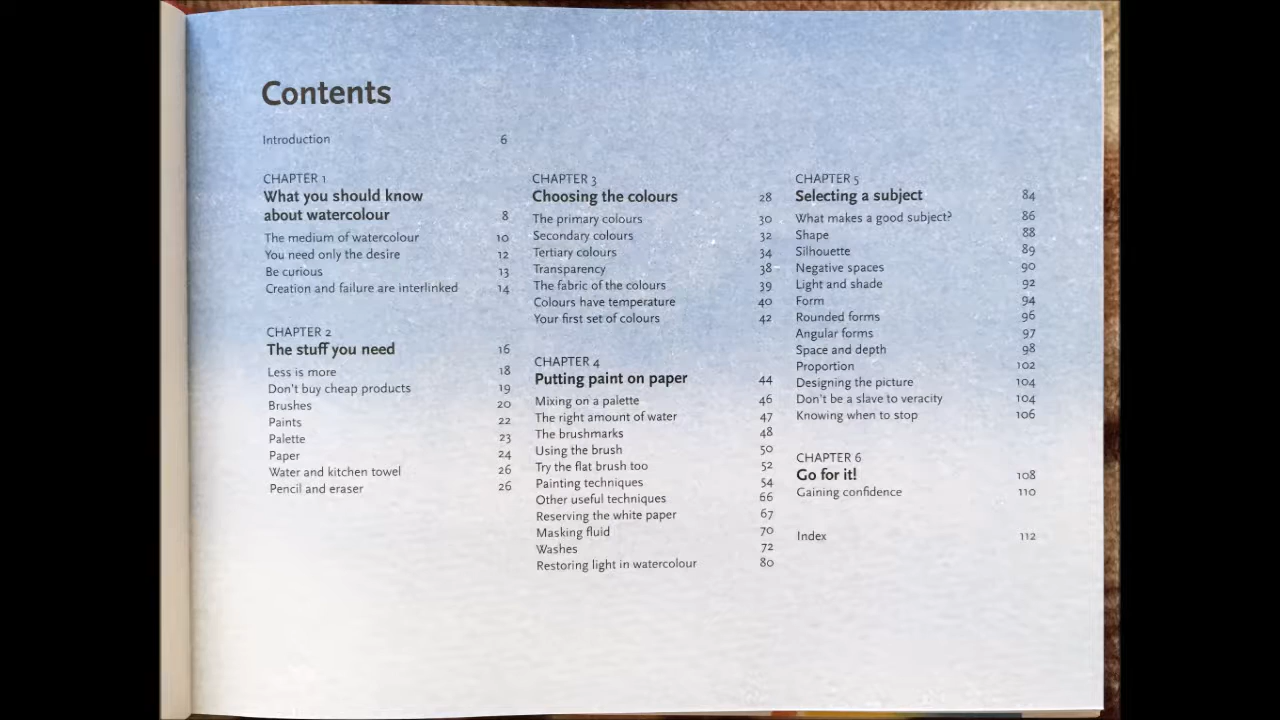 Contents
Introduction 6
CHAPTER 1
What you should know
about watercolour 8
The medium of watercolour 10
You need only the desire 12
Be curious 13
Creation and failure are interlinked 14
CHAPTER 2
The stuff you need 16
Less is more 18
Don't buy cheap products 19
Brushes 20
Paints 22
Palette 23
Paper 24
Water and kitchen towel 26
Pencil and eraser 26
CHAPTER 3
Choosing the colours 28
The primary colours 30
Secondary colours 32
Tertiary colours 34
Transparency 38
The fabric of the colours 39
Colours have temperature 40
Your first set of colours 42
CHAPTER 4
Putting paint on paper 44
Mixing on a palette 46
The right amount of water 47
The brushmarks 48
Using the brush 50
Try the flat brush too 52
Painting techniques 54
Other useful techniques 66
Reserving the white paper 67
Masking fluid 70
Washes 72
Restoring light in watercolour 80
CHAPTER 5
Selecting a subject 84
What makes a good subject? 86
Shape 88
Silhouette 89
Negative spaces 90
Light and shade 92
Form 94
Rounded forms 96
Angular forms 97
Space and depth 98
Proportion 102
Designing the picture 104
Don't be a slave to veracity 104
Knowing when to stop 106
CHAPTER 6
Go for it! 108
Gaining confidence 110
Index 112